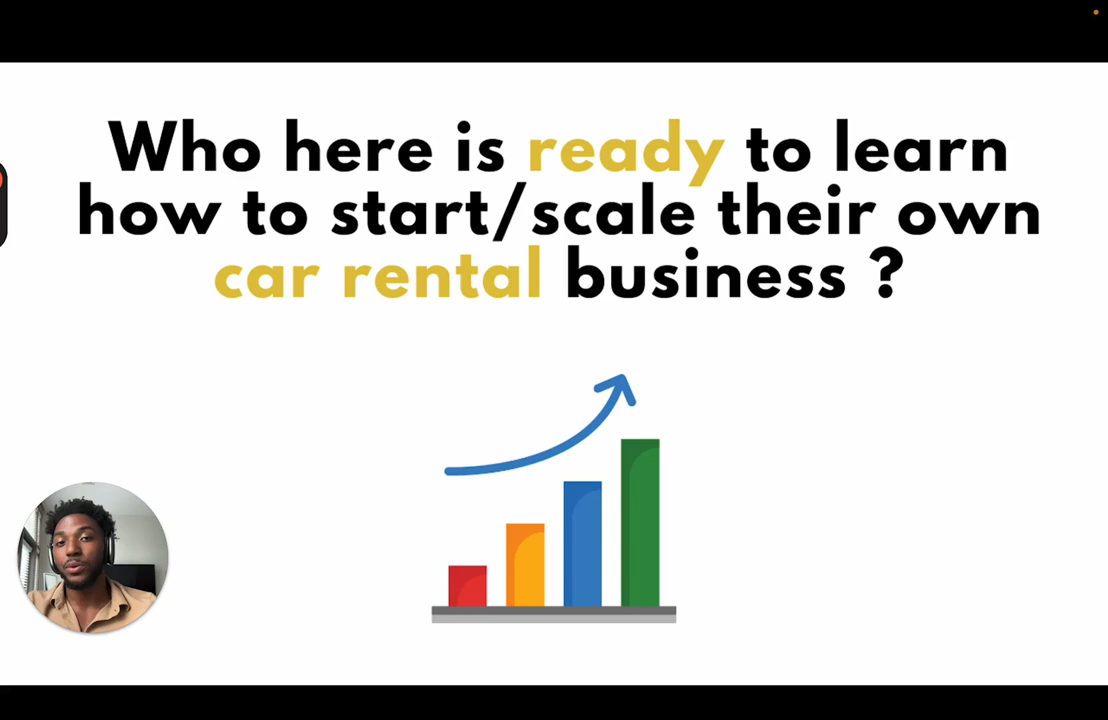 Who here is ready to learn
how to start/scale their own
car rental business ?